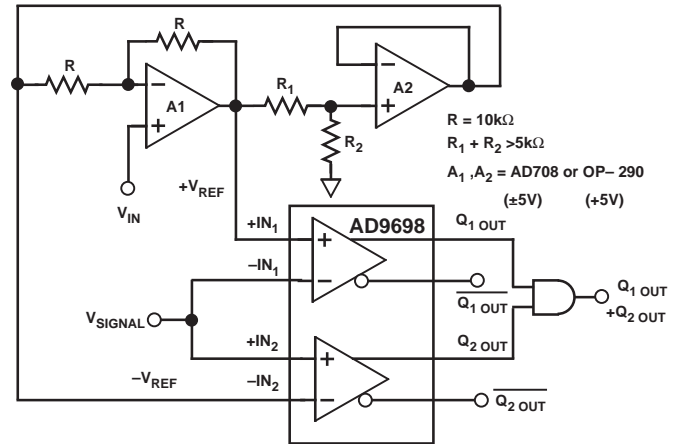 R
R
−
A1
+
R1
R2
−
A2
+
R = 10kΩ
R1 + R2 >5kΩ
A1 ,A2 = AD708 or OP– 290
(±5V) (+5V)
VIN
+VREF
AD9698
+IN1
+
Q1 OUT
−IN1
−
Q1 OUT
Q1 OUT
+Q2 OUT
VSIGNAL
+IN2
+
Q2 OUT
−VREF
−IN2
−
Q2 OUT